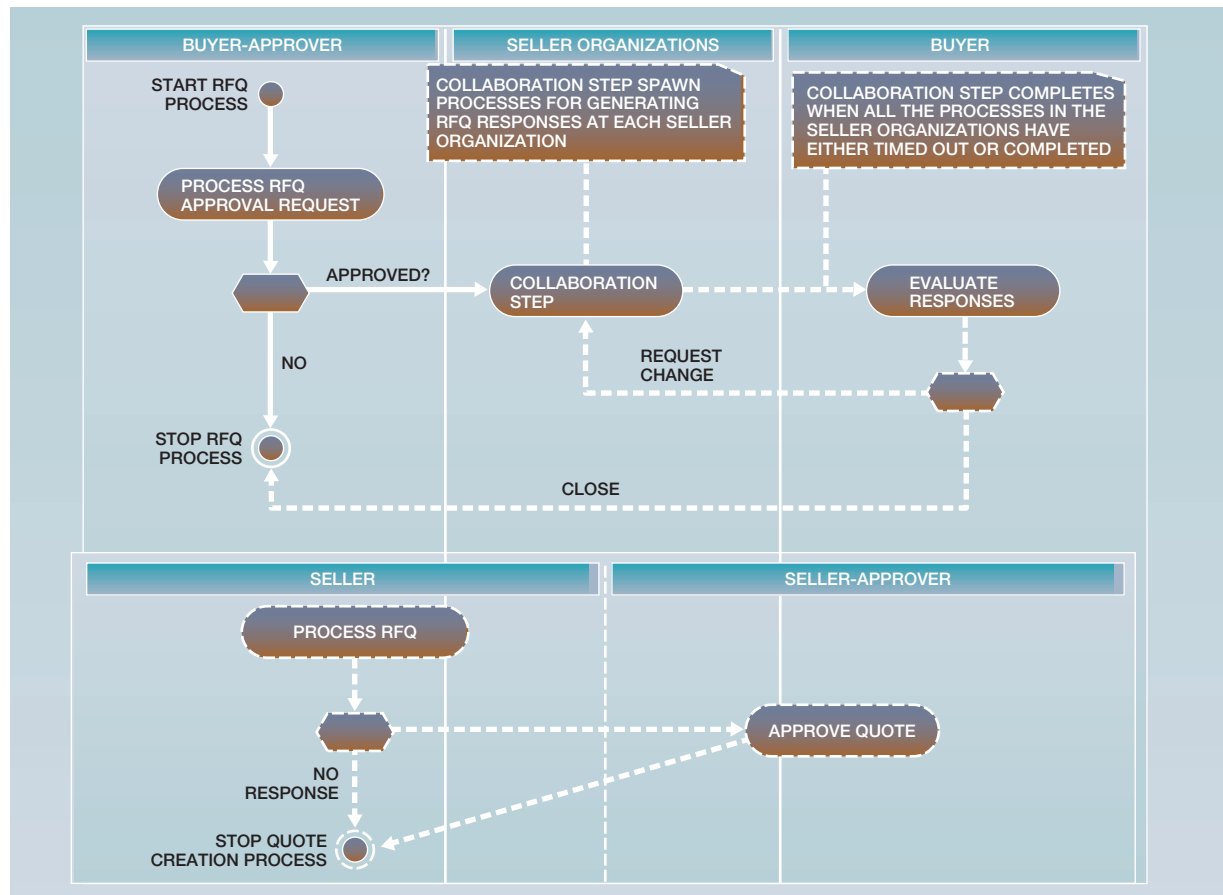 BUYER-APPROVER
SELLER ORGANIZATIONS
BUYER
START RFQ
PROCESS
COLLABORATION STEP SPAWN
PROCESSES FOR GENERATING
RFQ RESPONSES AT EACH SELLER
ORGANIZATION
COLLABORATION STEP COMPLETES
WHEN ALL THE PROCESSES IN THE
SELLER ORGANIZATIONS HAVE
EITHER TIMED OUT OR COMPLETED
PROCESS RFQ
APPROVAL REQUEST
APPROVED?
COLLABORATION
STEP
EVALUATE
RESPONSES
NO
REQUEST
CHANGE
STOP RFQ
PROCESS
CLOSE
SELLER
SELLER-APPROVER
PROCESS RFQ
APPROVE QUOTE
NO
RESPONSE
STOP QUOTE
CREATION PROCESS